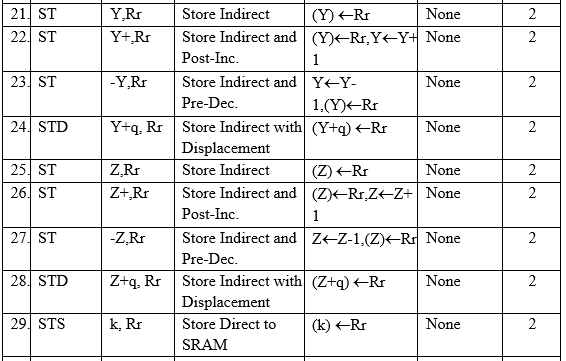 21. ST Y,Rr Store Indirect (Y) ←Rr None 2
22. ST Y+,Rr Store Indirect and (Y)←Rr,Y←Y+ None 2
Post-Inc. 1
23. ST -Y,Rr Store Indirect and Y←Y- None 2
Pre-Dec. 1,(Y)←Rr
24. STD Y+q, Rr Store Indirect with (Y+q) ←Rr None 2
Displacement
25. ST Z,Rr Store Indirect (Z) ←Rr None 2
26. ST Z+,Rr Store Indirect and (Z)←Rr,Z←Z+ None 2
Post-Inc. 1
27. ST -Z,Rr Store Indirect and Z←Z-1,(Z)←Rr None 2
Pre-Dec.
28. STD Z+q, Rr Store Indirect with (Z+q) ←Rr None 2
Displacement
29. STS k, Rr Store Direct to (k) ←Rr None 2
SRAM